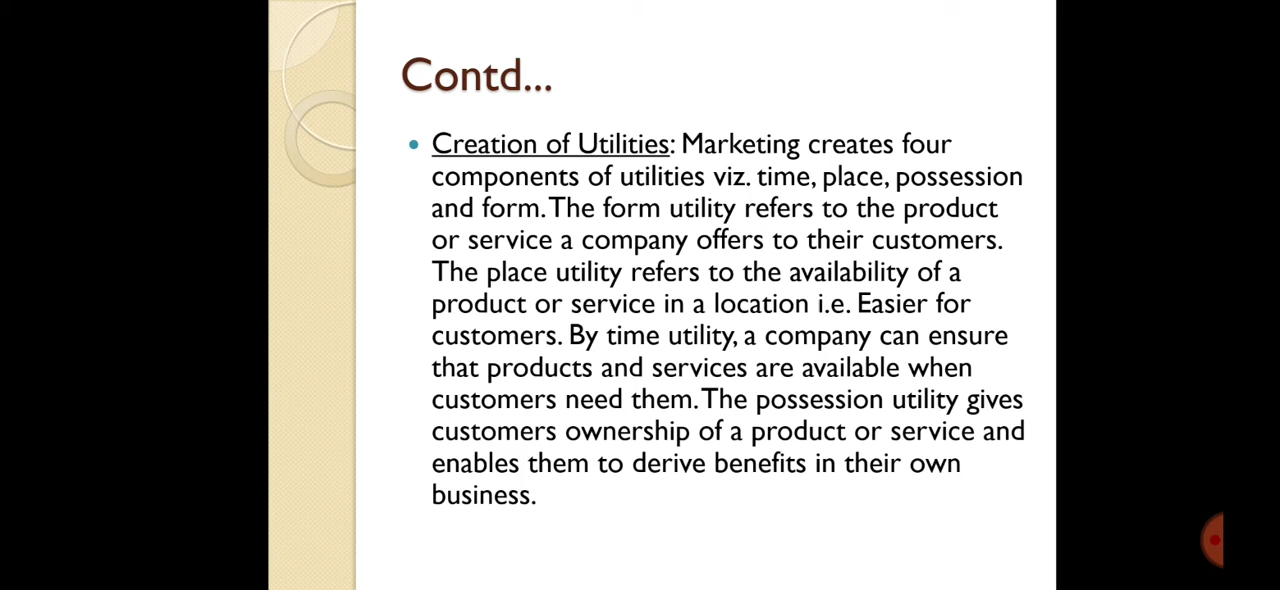 Contd...
• Creation of Utilities: Marketing creates four
components of utilities viz. time, place, possession
and form. The form utility refers to the product
or service a company offers to their customers.
The place utility refers to the availability of a
product or service in a location i.e. Easier for
customers. By time utility, a company can ensure
that products and services are available when
customers need them. The possession utility gives
customers ownership of a product or service and
enables them to derive benefits in their own
business.